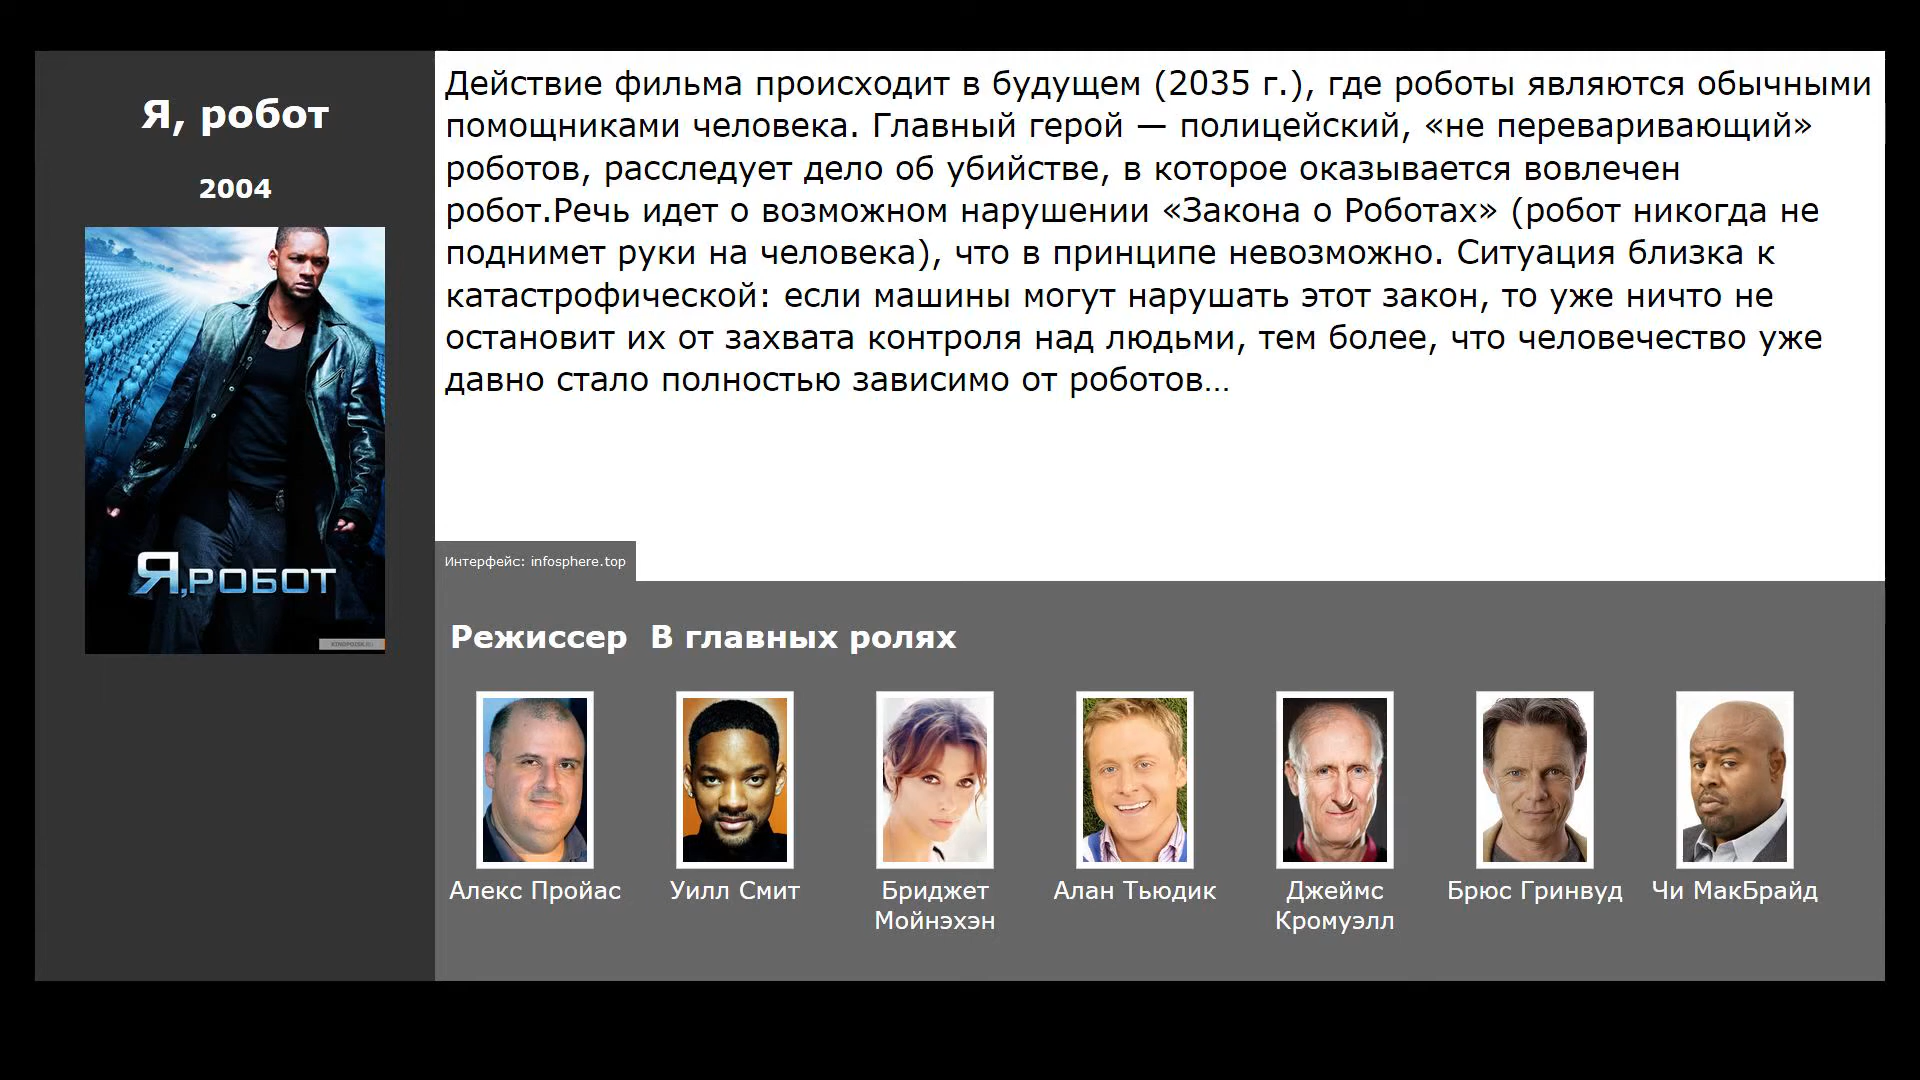 Я, робот
2004
Я,РОБОТ
KINOPOISK.RU
Действие фильма происходит в будущем (2035 г.), где роботы являются обычными
помощниками человека. Главный герой — полицейский, «не переваривающий»
роботов, расследует дело об убийстве, в которое оказывается вовлечен
робот.Речь идет о возможном нарушении «Закона о Роботах» (робот никогда не
поднимет руки на человека), что в принципе невозможно. Ситуация близка к
катастрофической: если машины могут нарушать этот закон, то уже ничто не
остановит их от захвата контроля над людьми, тем более, что человечество уже
давно стало полностью зависимо от роботов…
Интерфейс: infosphere.top
Режиссер В главных ролях
Алекс Пройас
Уилл Смит
Бриджет
Мойнэхэн
Алан Тьюдик
Джеймс
Кромуэлл
Брюс Гринвуд
Чи МакБрайд